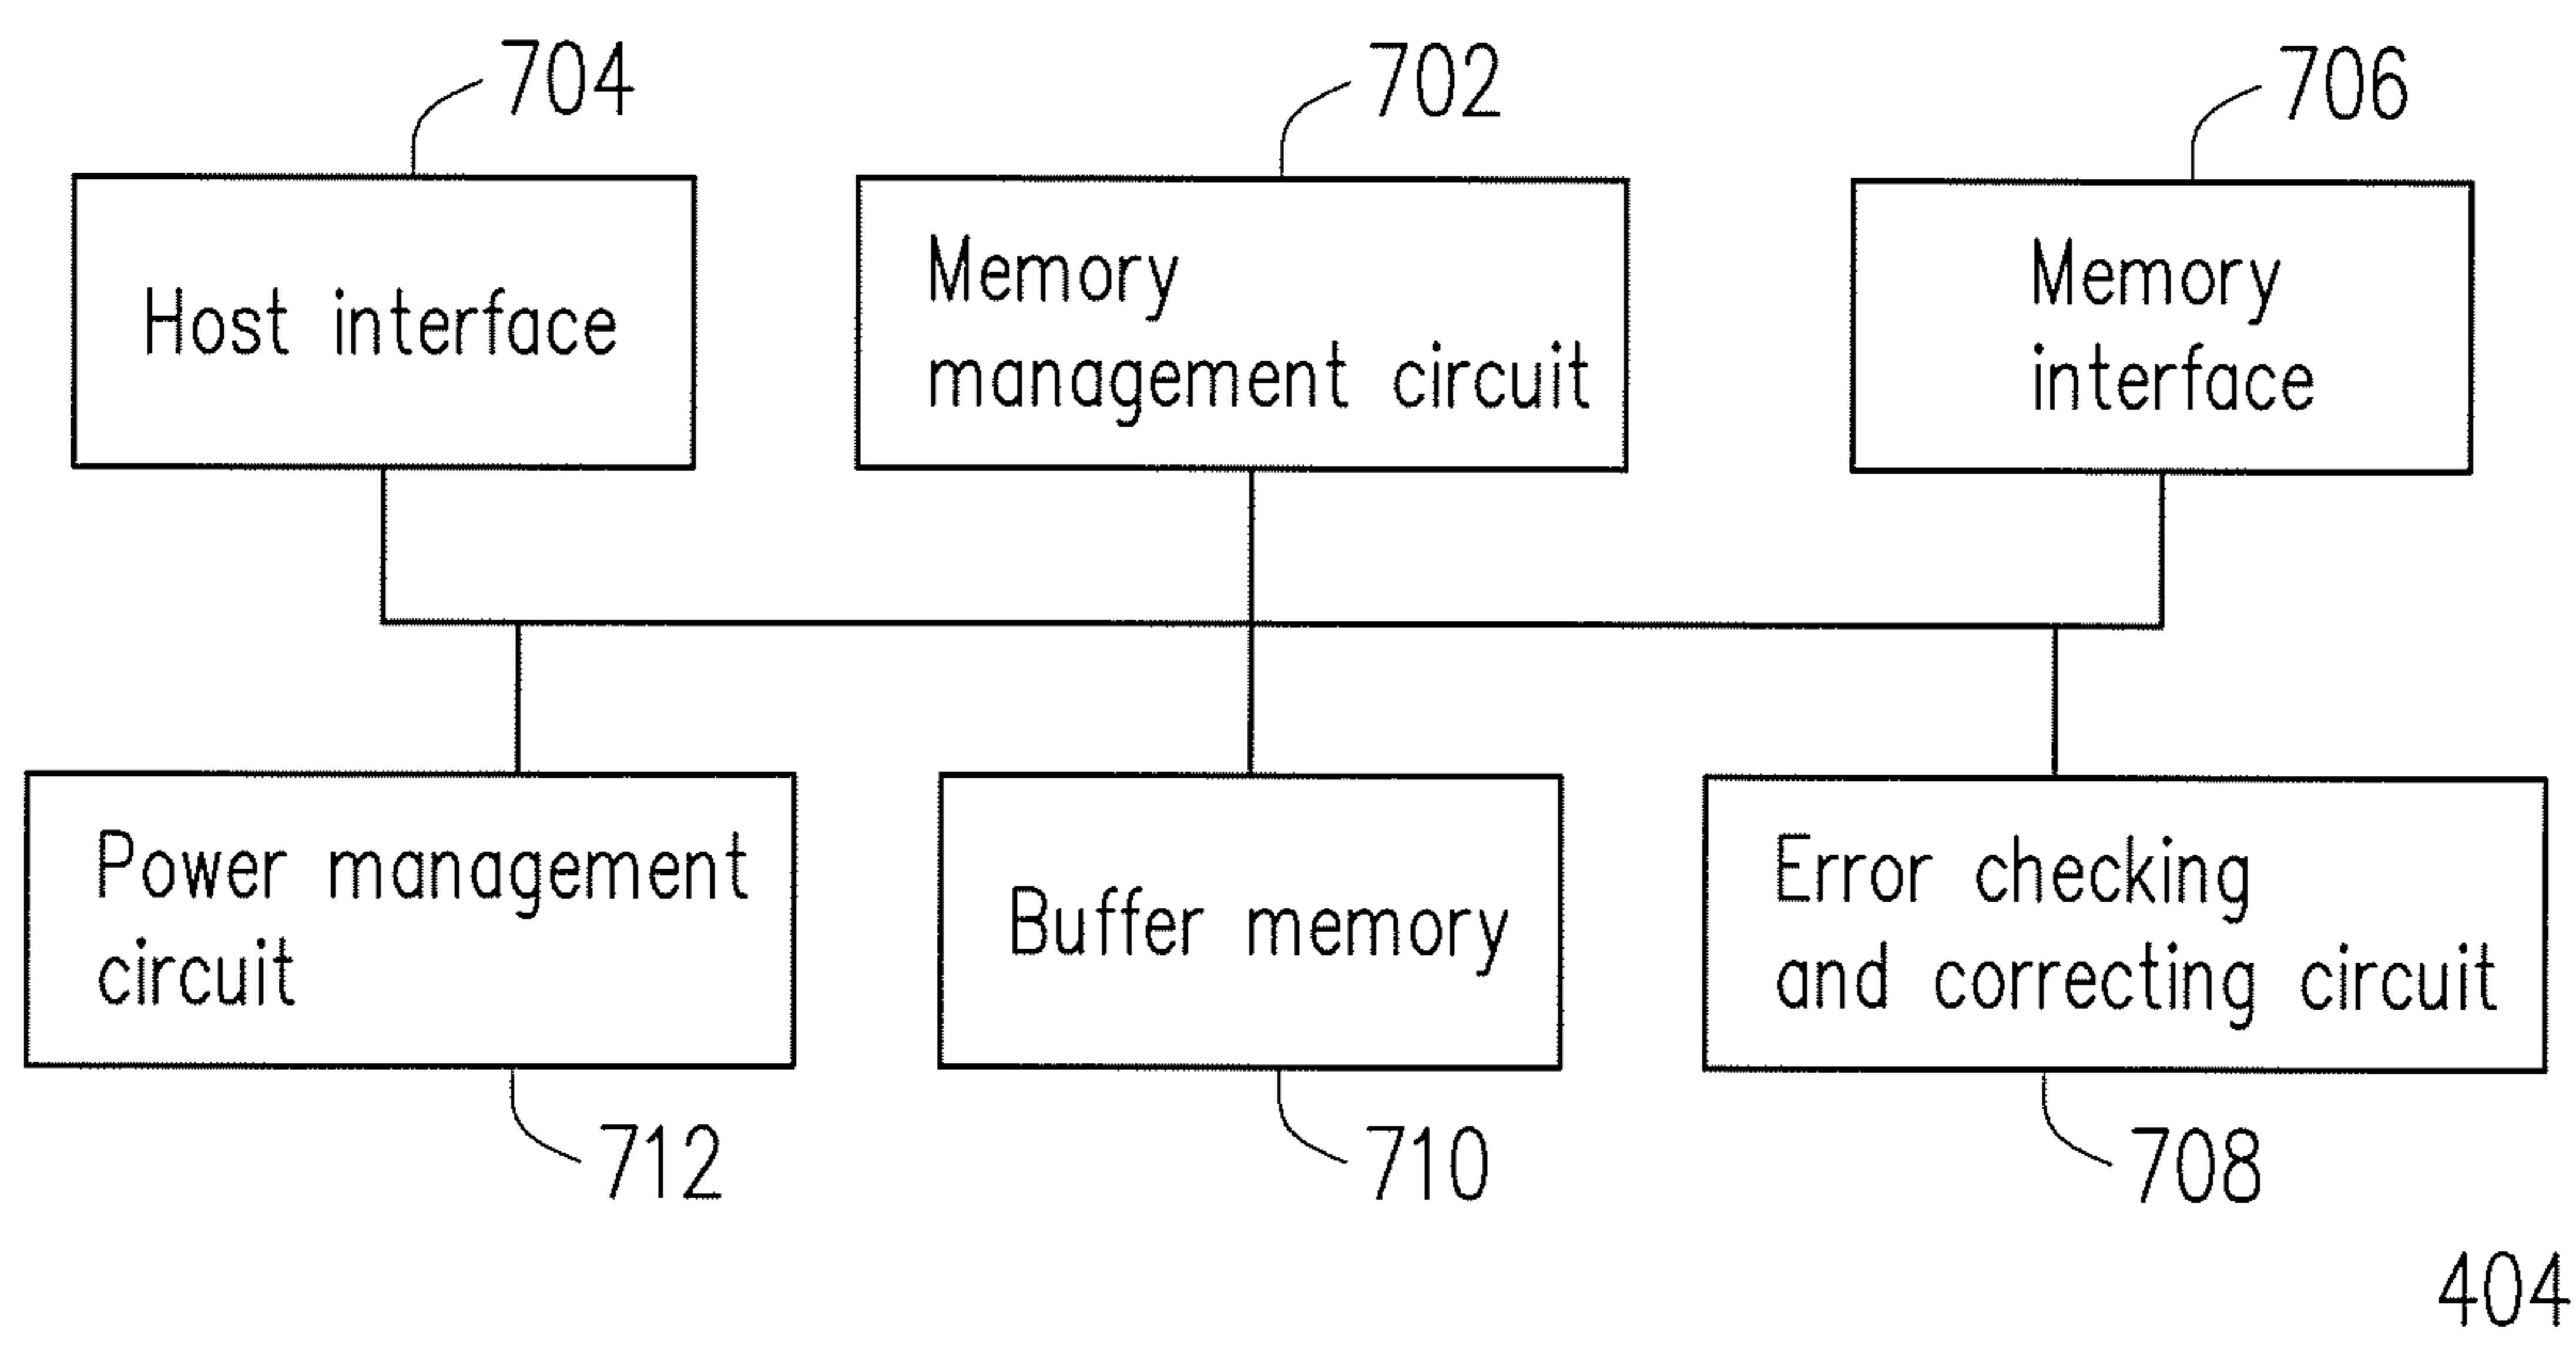 704
702
706
Host interface
Memory
management circuit
Memory
interface
Power management
circuit
Buffer memory
Error checking
and correcting circuit
712
710
708
404